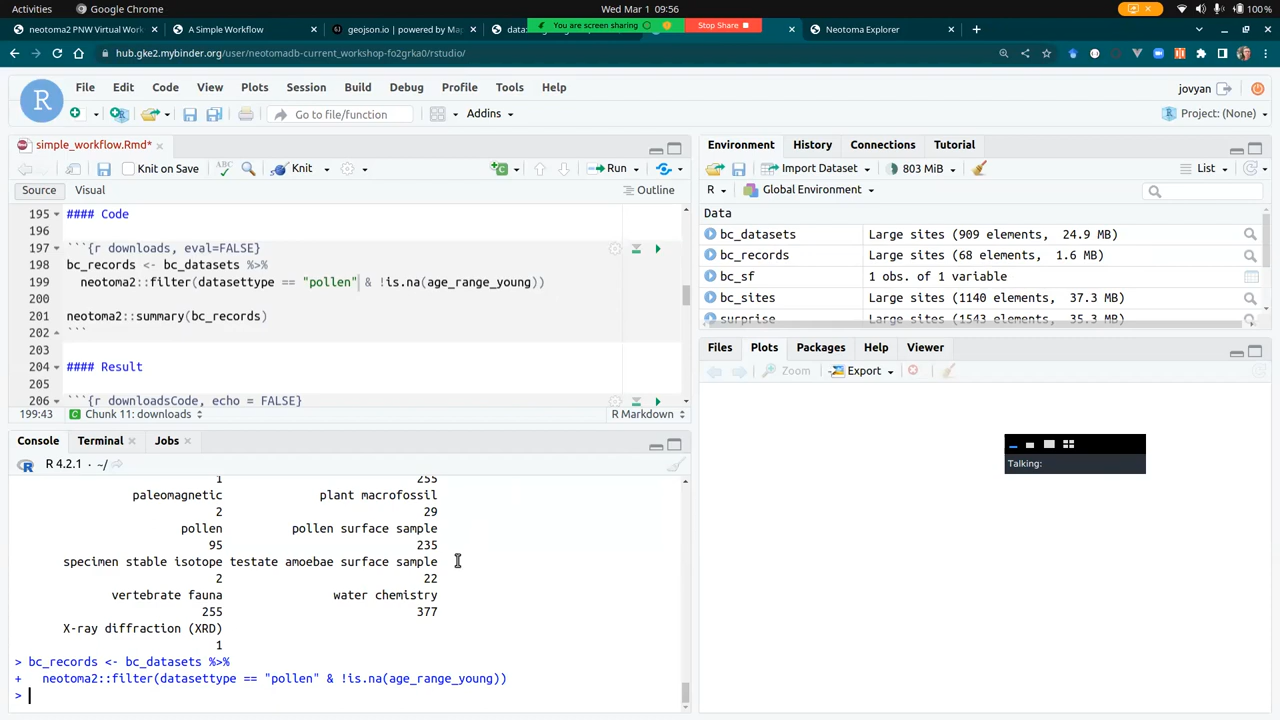 Activities
Google Chrome
Wed Mar 1 09:56
100 %
You are screen sharing
Stop Share
neotoma2 PNW Virtual Work
A Simple Workflow
geojson.io | powered by Map
data:
Neotoma Explorer
hub.gke2.mybinder.org/user/neotomadb-current_workshop-fo2grka0/rstudio/
File Edit Code View Plots Session Build Debug Profile Tools Help
jovyan
Go to file/function
Addins
Project: (None)
simple_workflow.Rmd*
Knit on Save
ABC
Knit
Run
Source
Visual
Outline
195 #### Code
196
197 ```{r downloads, eval=FALSE}
198 bc_records <- bc_datasets %>%
199 neotoma2::filter(datasettype == "pollen" & !is.na(age_range_young))
200
201 neotoma2::summary(bc_records)
202 ```
203
204 #### Result
205
206 ```{r downloadsCode, echo = FALSE}
199:43
Chunk 11: downloads
R Markdown
Console
Terminal
Jobs
R 4.2.1 · ~/
1 255
paleomagnetic plant macrofossil
2 29
pollen pollen surface sample
95 235
specimen stable isotope testate amoebae surface sample
2 22
vertebrate fauna water chemistry
255 377
X-ray diffraction (XRD)
1
> bc_records <- bc_datasets %>%
+ neotoma2::filter(datasettype == "pollen" & !is.na(age_range_young))
>
Environment
History
Connections
Tutorial
Import Dataset
803 MiB
List
R
Global Environment
Data
bc_datasets Large sites (909 elements, 24.9 MB)
bc_records Large sites (68 elements, 1.6 MB)
bc_sf 1 obs. of 1 variable
bc_sites Large sites (1140 elements, 37.3 MB)
surprise Large sites (1543 elements, 35.3 MB)
Files
Plots
Packages
Help
Viewer
Zoom
Export
Talking: